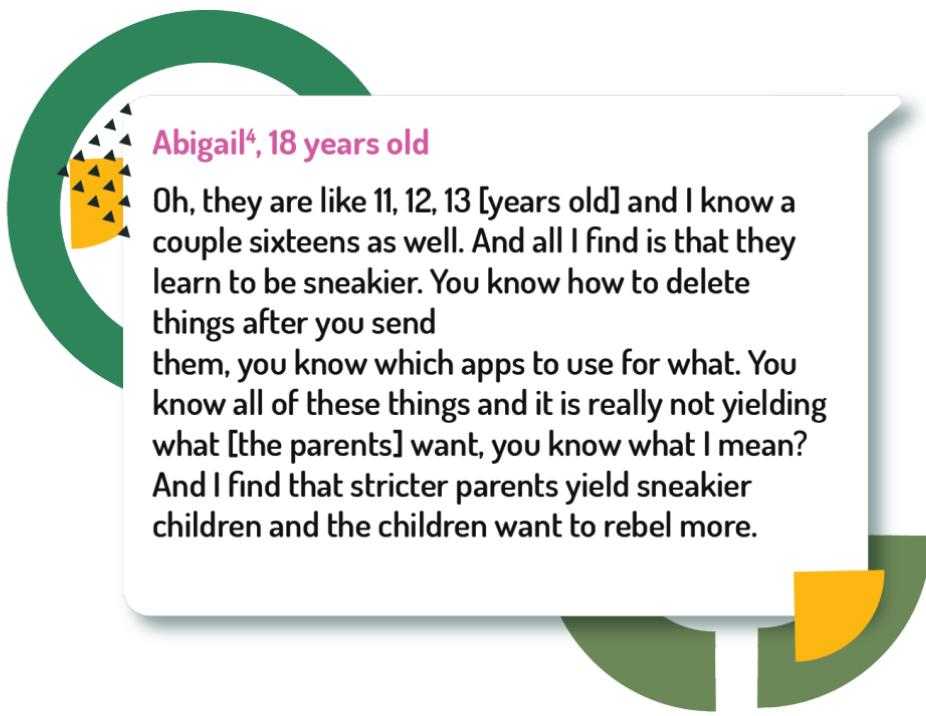 Abigail⁴, 18 years old
Oh, they are like 11, 12, 13 [years old] and I know a
couple sixteens as well. And all I find is that they
learn to be sneakier. You know how to delete
things after you send
them, you know which apps to use for what. You
know all of these things and it is really not yielding
what [the parents] want, you know what I mean?
And I find that stricter parents yield sneakier
children and the children want to rebel more.